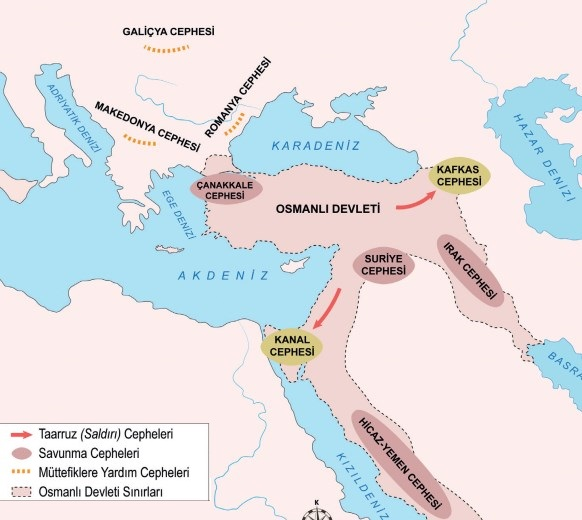 GALİÇYA CEPHESİ
ROMANYA CEPHESİ
MAKEDONYA CEPHESİ
ADRİYATİK DENİZİ
KARADENİZ
HAZAR DENİZİ
KAFKAS
CEPHESİ
ÇANAKKALE
CEPHESİ
OSMANLI DEVLETİ
EGE DENİZİ
AKDENİZ
SURİYE
CEPHESİ
IRAK CEPHESİ
KANAL
CEPHESİ
BASRA
HİCAZ-YEMEN CEPHESİ
KIZILDENİZ
Taarruz (Saldırı) Cepheleri
Savunma Cepheleri
Müttefiklere Yardım Cepheleri
Osmanlı Devleti Sınırları
K